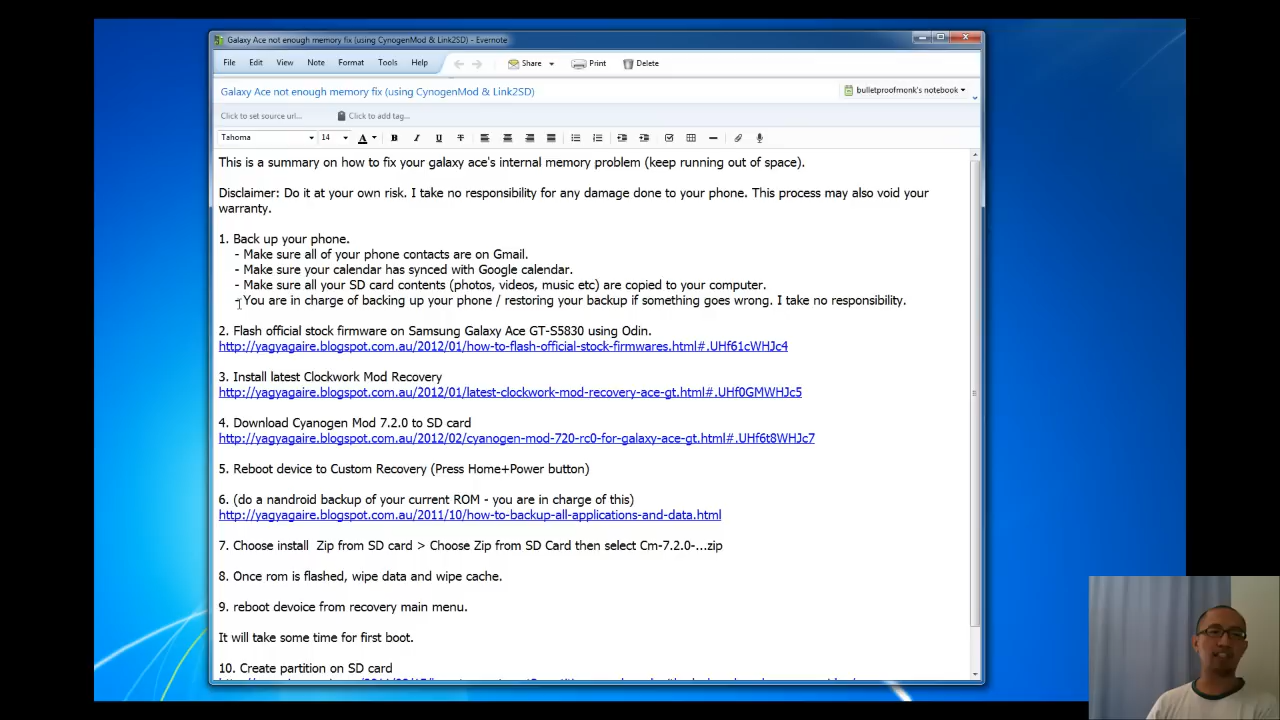 Galaxy Ace not enough memory fix (using CynogenMod & Link2SD) - Evernote
File Edit View Note Format Tools Help Share Print Delete
Galaxy Ace not enough memory fix (using CynogenMod & Link2SD) bulletproofmonk's notebook
Click to set source url... Click to add tag...
Tahoma 14 A B I U T
This is a summary on how to fix your galaxy ace's internal memory problem (keep running out of space).
Disclaimer: Do it at your own risk. I take no responsibility for any damage done to your phone. This process may also void your
warranty.
1. Back up your phone.
- Make sure all of your phone contacts are on Gmail.
- Make sure your calendar has synced with Google calendar.
- Make sure all your SD card contents (photos, videos, music etc) are copied to your computer.
- You are in charge of backing up your phone / restoring your backup if something goes wrong. I take no responsibility.
2. Flash official stock firmware on Samsung Galaxy Ace GT-S5830 using Odin.
http://yagyagaire.blogspot.com.au/2012/01/how-to-flash-official-stock-firmwares.html#.UHf61cWHJc4
3. Install latest Clockwork Mod Recovery
http://yagyagaire.blogspot.com.au/2012/01/latest-clockwork-mod-recovery-ace-gt.html#.UHf0GMWHJc5
4. Download Cyanogen Mod 7.2.0 to SD card
http://yagyagaire.blogspot.com.au/2012/02/cyanogen-mod-720-rc0-for-galaxy-ace-gt.html#.UHf6t8WHJc7
5. Reboot device to Custom Recovery (Press Home+Power button)
6. (do a nandroid backup of your current ROM - you are in charge of this)
http://yagyagaire.blogspot.com.au/2011/10/how-to-backup-all-applications-and-data.html
7. Choose install Zip from SD card > Choose Zip from SD Card then select Cm-7.2.0-...zip
8. Once rom is flashed, wipe data and wipe cache.
9. reboot devoice from recovery main menu.
It will take some time for first boot.
10. Create partition on SD card